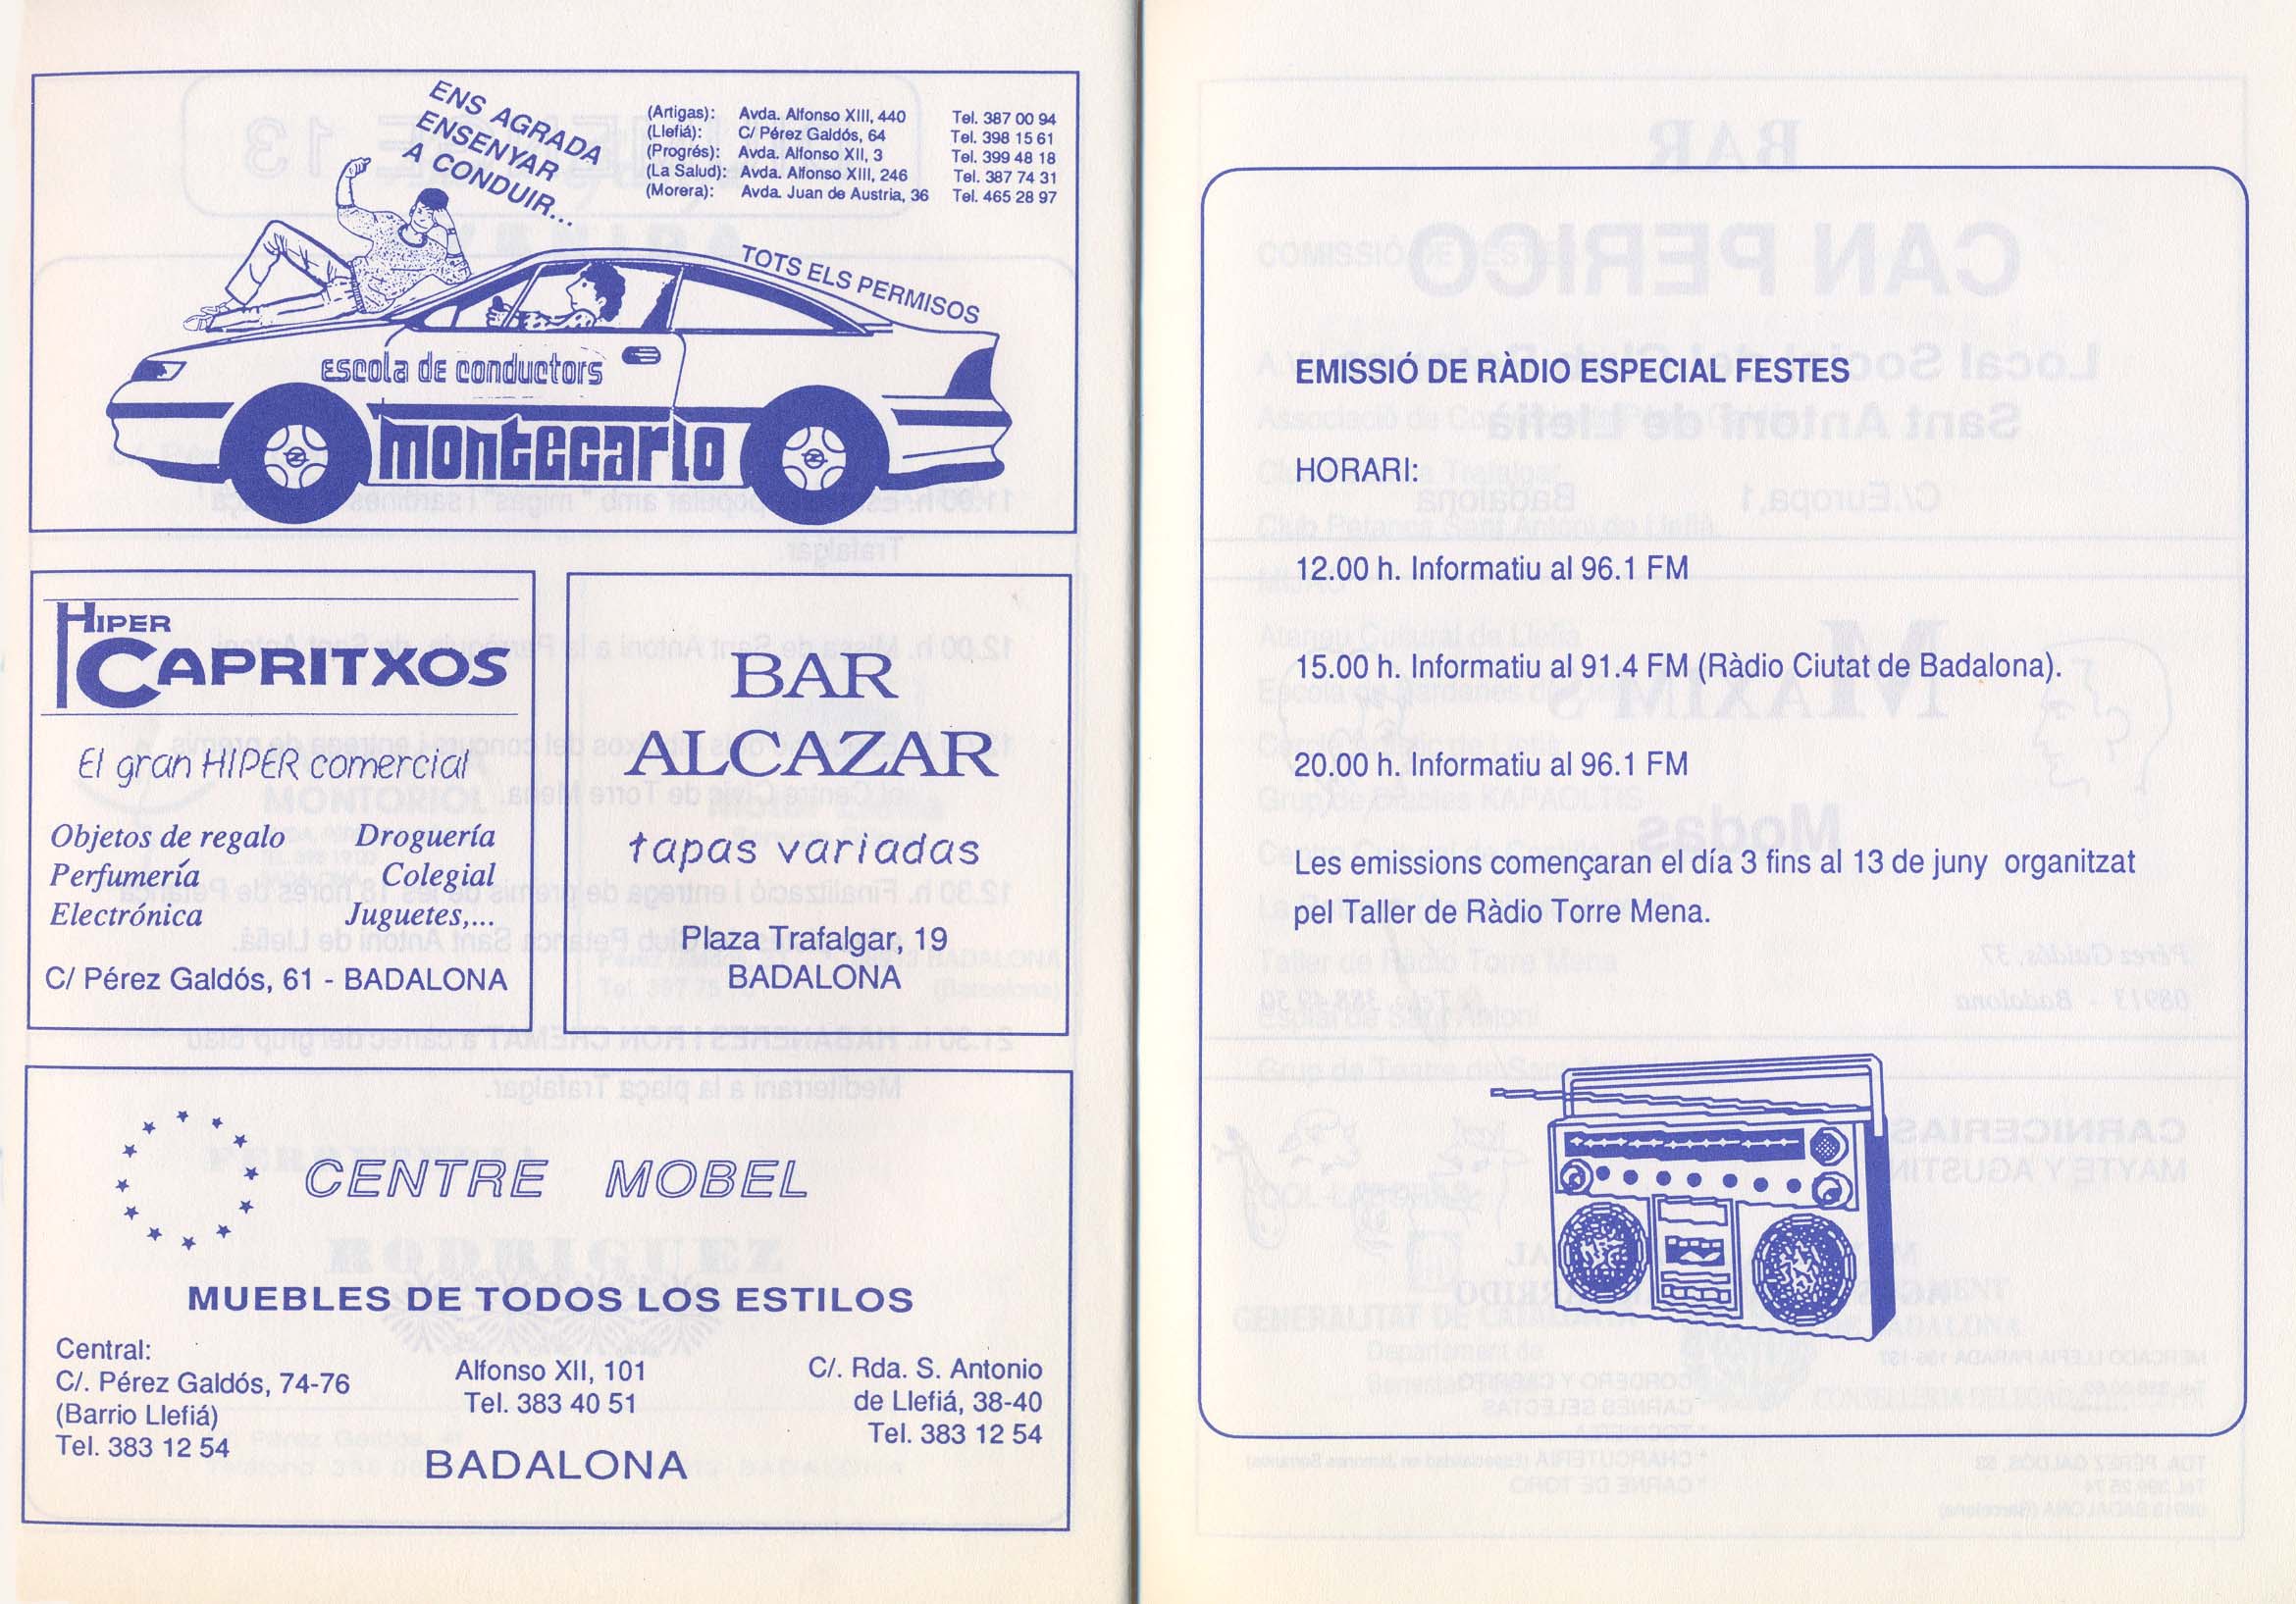 ENS AGRADA
ENSENYAR
A CONDUIR...
(Artigas): Avda. Alfonso XIII, 440 Tel. 387 00 94
(Llefiá): C/ Pérez Galdós, 64 Tel. 398 15 61
(Progrés): Avda. Alfonso XII, 3 Tel. 399 48 18
(La Salud): Avda. Alfonso XIII, 246 Tel. 387 74 31
(Morera): Avda. Juan de Austria, 36 Tel. 465 28 97
TOTS ELS PERMISOS
escola de conductors
montecarlo
HIPER
CAPRITXOS
El gran HIPER comercial
Objetos de regalo Droguería
Perfumería Colegial
Electrónica Juguetes,...
C/ Pérez Galdós, 61 - BADALONA
BAR
ALCAZAR
tapas variadas
Plaza Trafalgar, 19
BADALONA
CENTRE MOBEL
MUEBLES DE TODOS LOS ESTILOS
Central:
C/. Pérez Galdós, 74-76
(Barrio Llefiá)
Tel. 383 12 54
Alfonso XII, 101
Tel. 383 40 51
C/. Rda. S. Antonio
de Llefiá, 38-40
Tel. 383 12 54
BADALONA
EMISSIÓ DE RÀDIO ESPECIAL FESTES
HORARI:
12.00 h. Informatiu al 96.1 FM
15.00 h. Informatiu al 91.4 FM (Ràdio Ciutat de Badalona).
20.00 h. Informatiu al 96.1 FM
Les emissions començaran el día 3 fins al 13 de juny organitzat
pel Taller de Ràdio Torre Mena.